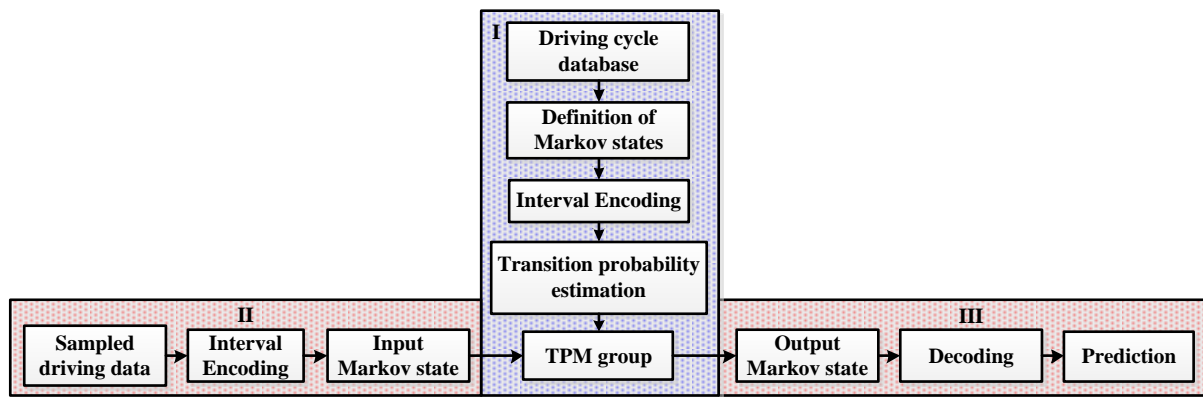 I
Driving cycle
database
Definition of
Markov states
Interval Encoding
Transition probability
estimation
TPM group
II
Sampled
driving data
Interval
Encoding
Input
Markov state
III
Output
Markov state
Decoding
Prediction